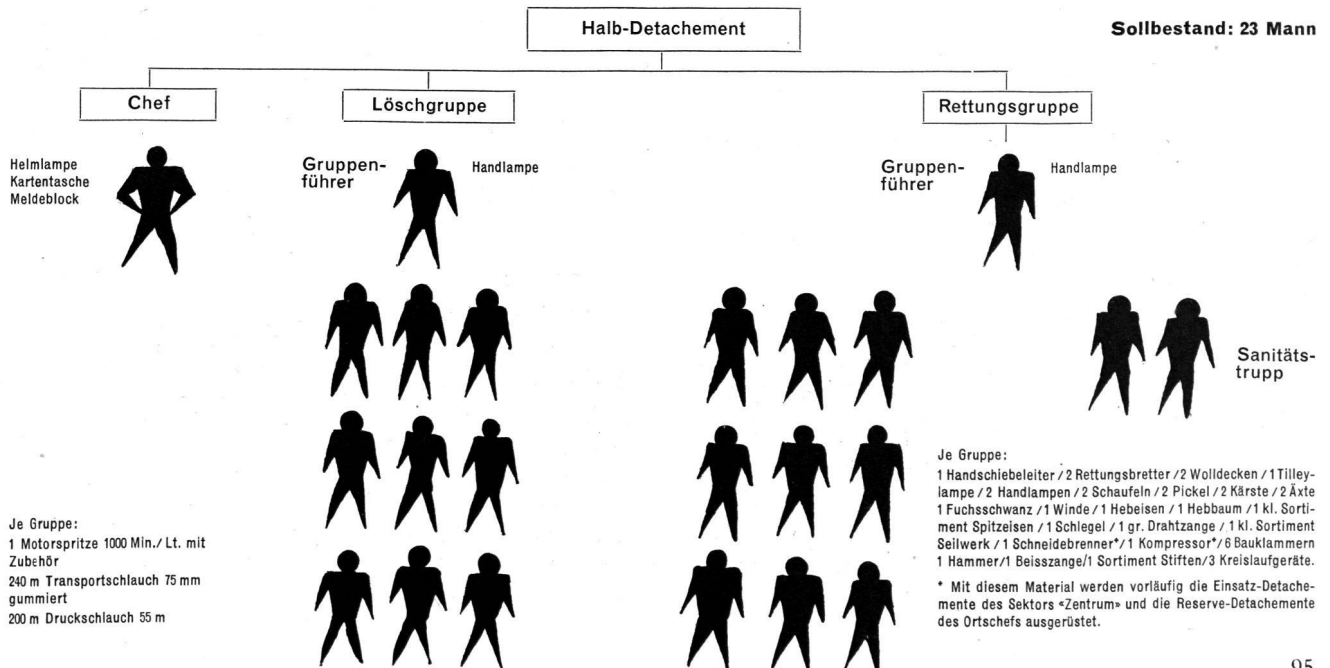 Halb-Detachement
Sollbestand: 23 Mann
Chef
Löschgruppe
Rettungsgruppe
Helmlampe
Kartentasche
Meldeblock
Gruppen-
führer
Handlampe
Gruppen-
führer
Handlampe
Sanitäts-
trupp
Je Gruppe:
1 Motorspritze 1000 Min./Lt. mit
Zubehör
240 m Transportschlauch 75 mm
gummiert
200 m Druckschlauch 55 m
Je Gruppe:
1 Handschiebeleiter / 2 Rettungsbretter / 2 Wolldecken / 1 Tilley-
lampe / 2 Handlampen / 2 Schaufeln / 2 Pickel / 2 Kärste / 2 Äxte
1 Fuchsschwanz / 1 Winde / 1 Hebeisen / 1 Hebbaum / 1 kl. Sorti-
ment Spitzeisen / 1 Schlegel / 1 gr. Drahtzange / 1 kl. Sortiment
Seilwerk / 1 Schneidebrenner* / 1 Kompressor* / 6 Bauklammern
1 Hammer / 1 Beisszange / 1 Sortiment Stiften / 3 Kreislaufgeräte.
* Mit diesem Material werden vorläufig die Einsatz-Detache-
mente des Sektors «Zentrum» und die Reserve-Detachemente
des Ortschefs ausgerüstet.
95